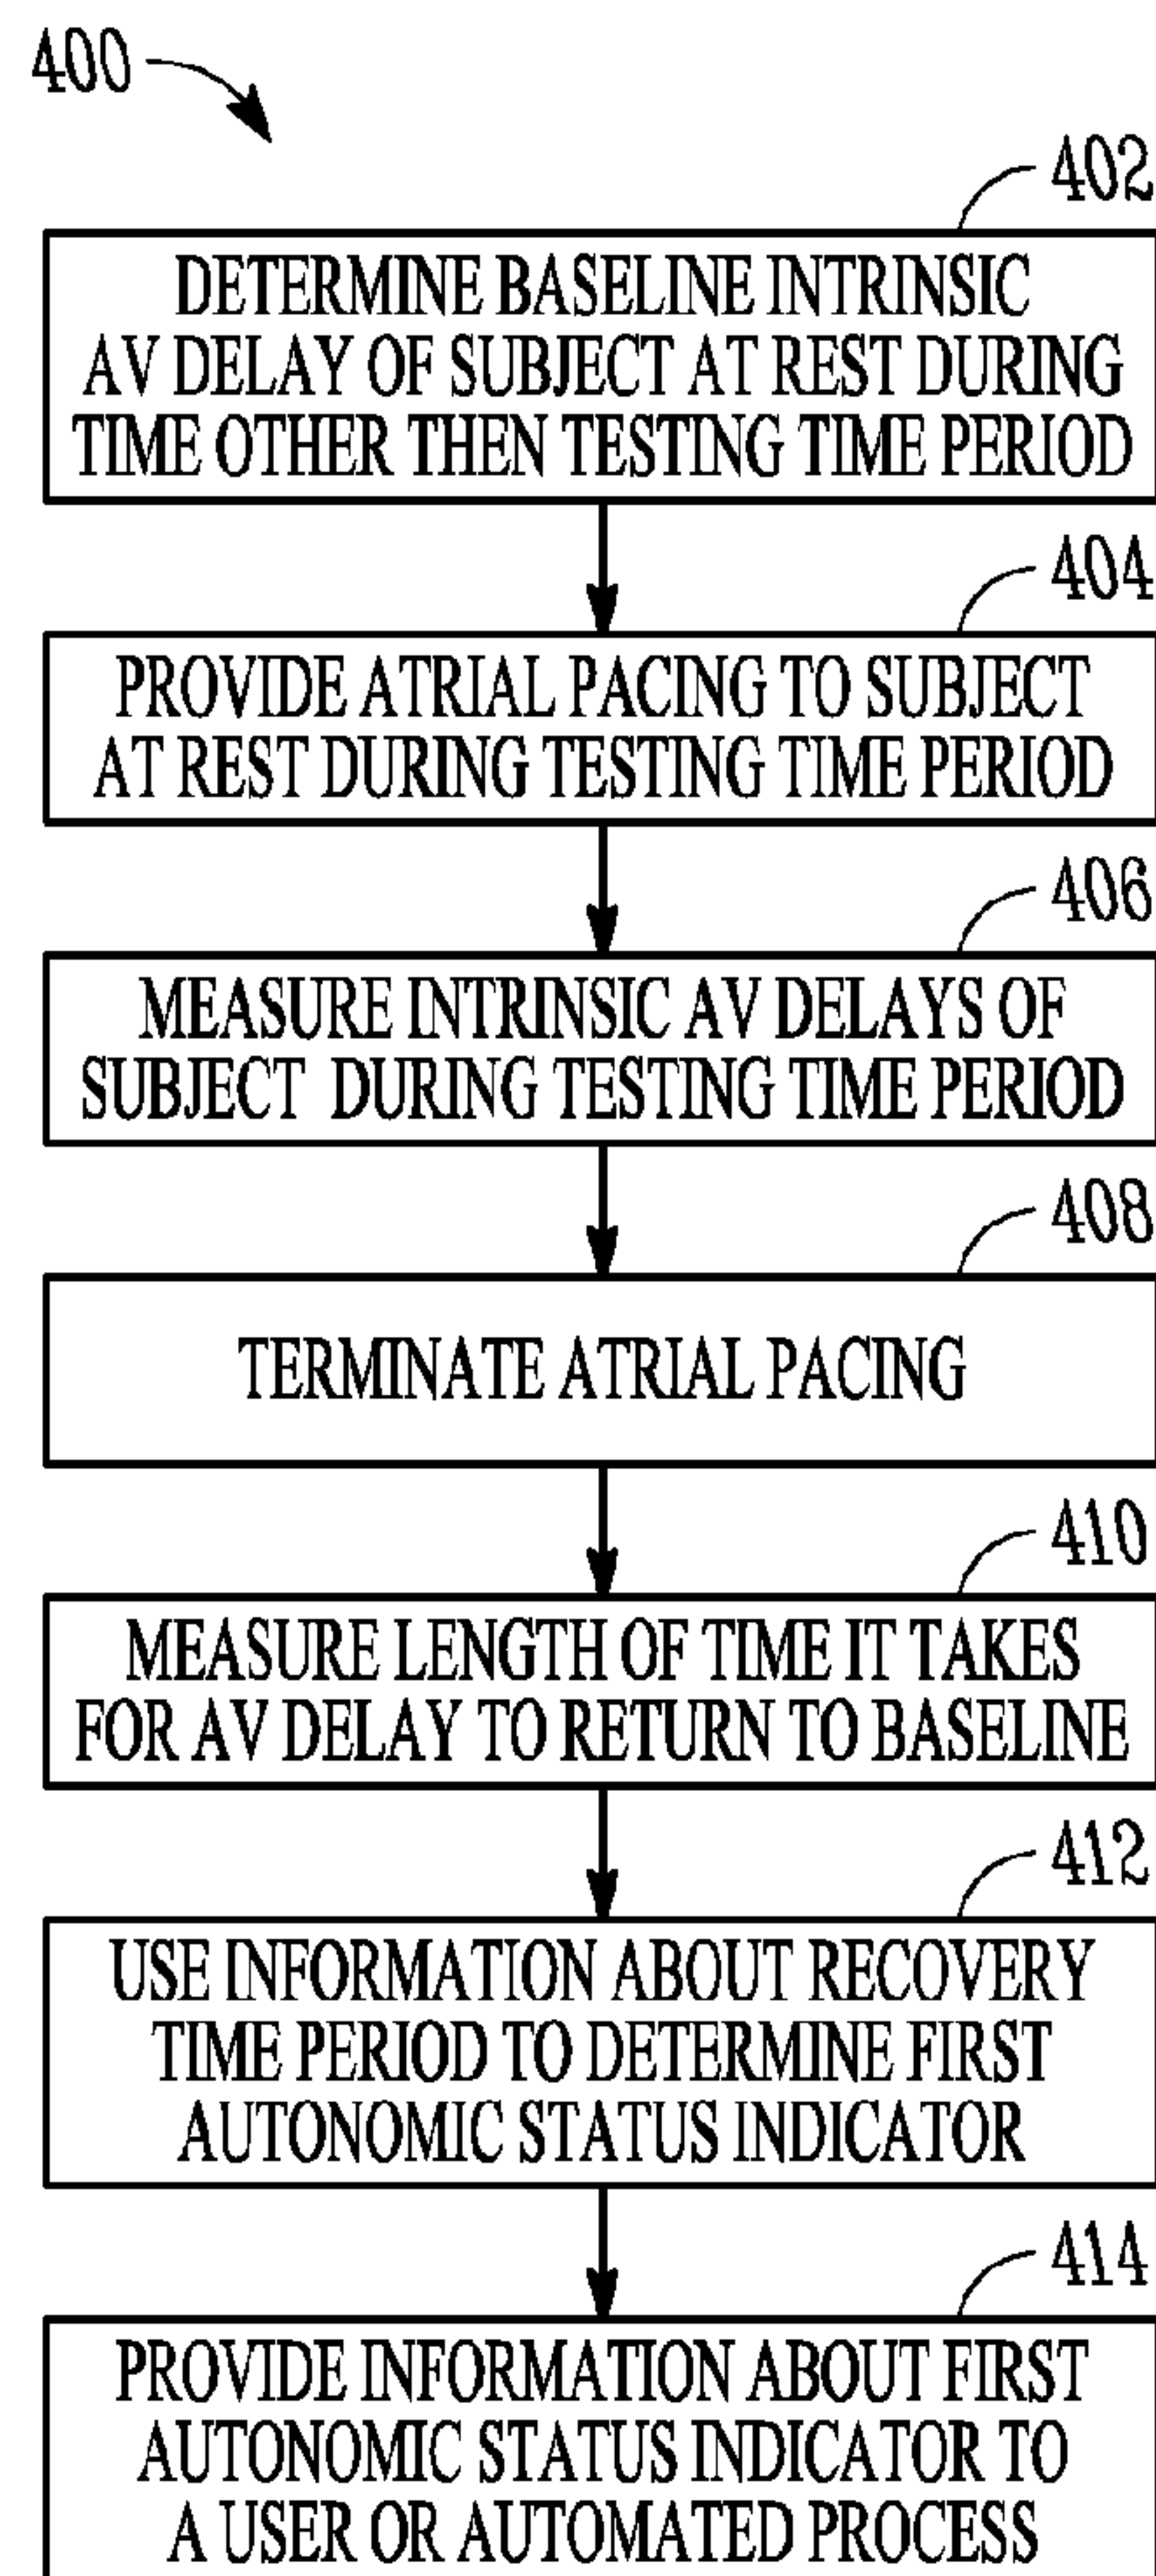 400
402
DETERMINE BASELINE INTRINSIC
AV DELAY OF SUBJECT AT REST DURING
TIME OTHER THEN TESTING TIME PERIOD
404
PROVIDE ATRIAL PACING TO SUBJECT
AT REST DURING TESTING TIME PERIOD
406
MEASURE INTRINSIC AV DELAYS OF
SUBJECT DURING TESTING TIME PERIOD
408
TERMINATE ATRIAL PACING
410
MEASURE LENGTH OF TIME IT TAKES
FOR AV DELAY TO RETURN TO BASELINE
412
USE INFORMATION ABOUT RECOVERY
TIME PERIOD TO DETERMINE FIRST
AUTONOMIC STATUS INDICATOR
414
PROVIDE INFORMATION ABOUT FIRST
AUTONOMIC STATUS INDICATOR TO
A USER OR AUTOMATED PROCESS